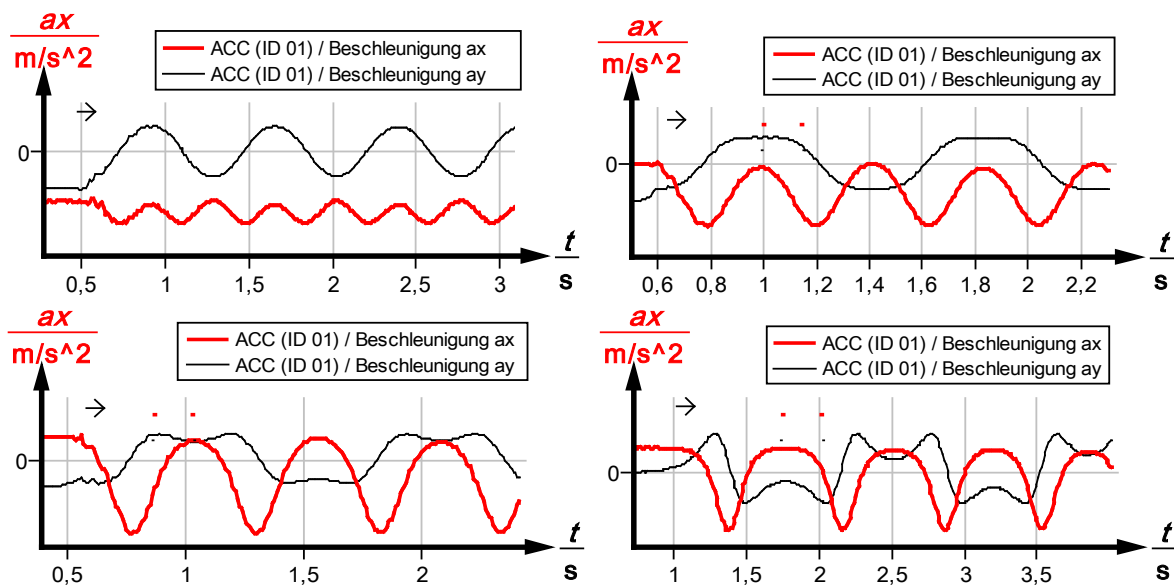 ax
m/s^2
ACC (ID 01) / Beschleunigung ax
ACC (ID 01) / Beschleunigung ay
0
0,5 1 1,5 2 2,5 3
t
s
ax
m/s^2
ACC (ID 01) / Beschleunigung ax
ACC (ID 01) / Beschleunigung ay
0
0,6 0,8 1 1,2 1,4 1,6 1,8 2 2,2
t
s
ax
m/s^2
ACC (ID 01) / Beschleunigung ax
ACC (ID 01) / Beschleunigung ay
0
0,5 1 1,5 2
t
s
ax
m/s^2
ACC (ID 01) / Beschleunigung ax
ACC (ID 01) / Beschleunigung ay
0
1 1,5 2 2,5 3 3,5
t
s